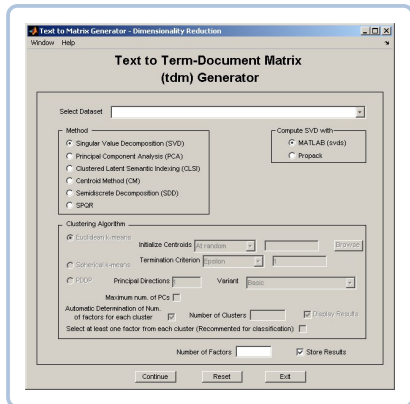 Text to Matrix Generator - Dimensionality Reduction
Window Help
Text to Term-Document Matrix
(tdm) Generator
Select Dataset
Method
Singular Value Decomposition (SVD)
Principal Component Analysis (PCA)
Clustered Latent Semantic Indexing (CLSI)
Centroid Method (CM)
Semidiscrete Decomposition (SDD)
SPQR
Compute SVD with
MATLAB (svds)
Propack
Clustering Algorithm
Euclidean k-means
Initialize Centroids At random Browse
Spherical k-means
Termination Criterion Epsilon 1
PDDP Principal Directions 1 Variant Basic
Maximum num. of PCs
Automatic Determination of Num.
of factors for each cluster
Number of Clusters Display Results
Select at least one factor from each cluster (Recommented for classification)
Number of Factors Store Results
Continue Reset Exit